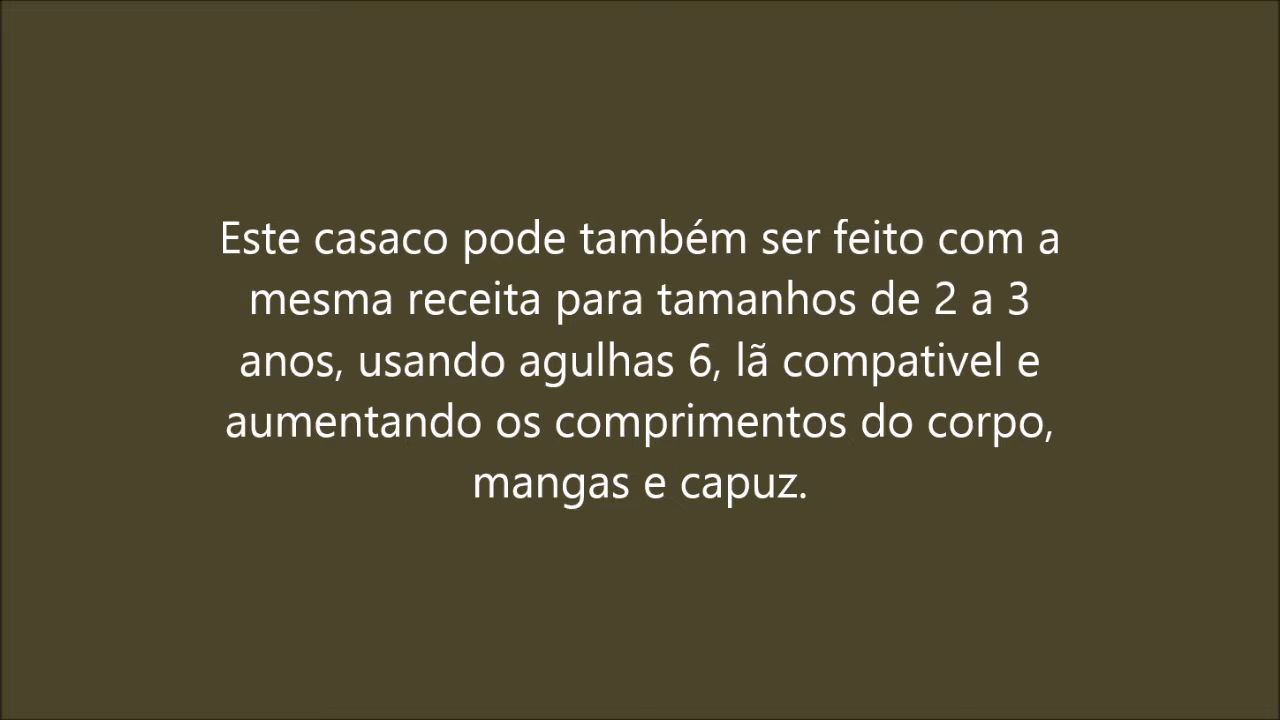 Este casaco pode também ser feito com a
mesma receita para tamanhos de 2 a 3
anos, usando agulhas 6, lã compativel e
aumentando os comprimentos do corpo,
mangas e capuz.